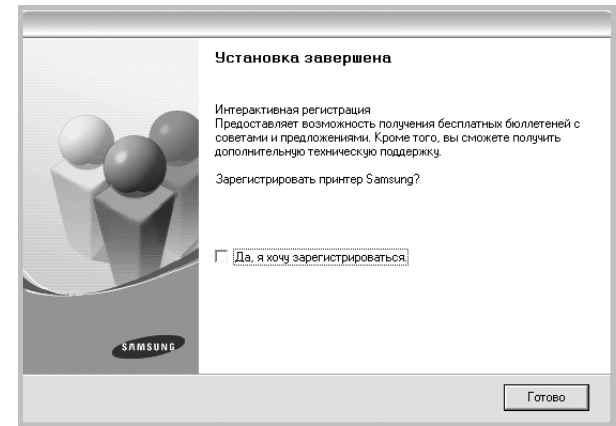 Установка завершена
Интерактивная регистрация
Предоставляет возможность получения бесплатных бюллетеней с
советами и предложениями. Кроме того, вы сможете получить
дополнительную техническую поддержку.
Зарегистрировать принтер Samsung?
Да, я хочу зарегистрироваться.
SAMSUNG
Готово